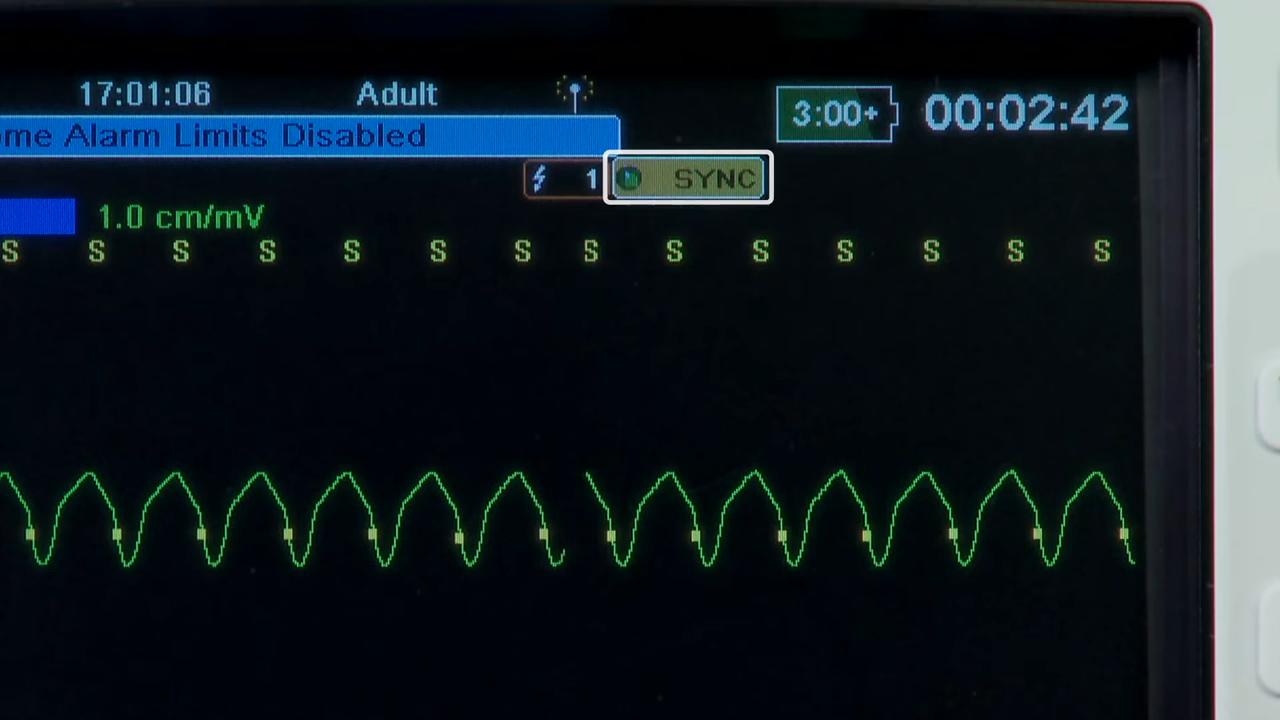 17:01:06 Adult 3:00+ 00:02:42
ome Alarm Limits Disabled
1 SYNC
1.0 cm/mV
S S S S S S S S S S S S S S